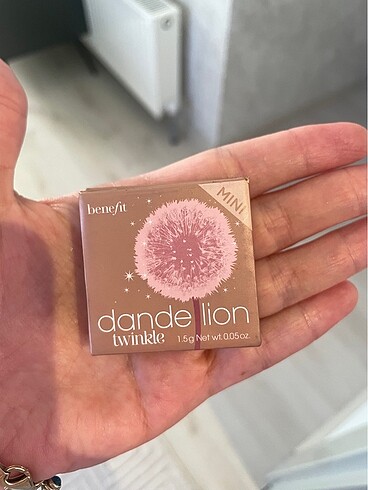 benefit
MINI
dandelion
twinkle 1.5g Net wt.0.05oz.